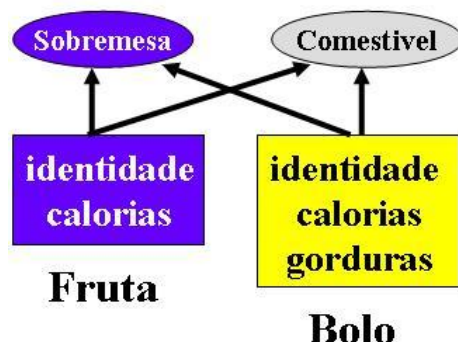 Sobremesa
Comestivel
identidade
calorias
Fruta
identidade
calorias
gorduras
Bolo